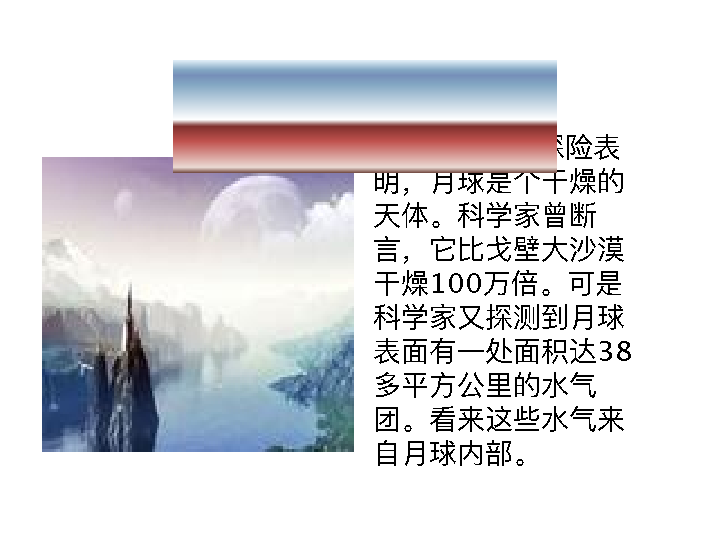 险表
明，月球是个干燥的
天体。科学家曾断
言，它比戈壁大沙漠
干燥100万倍。可是
科学家又探测到月球
表面有一处面积达38
多平方公里的水气
团。看来这些水气来
自月球内部。